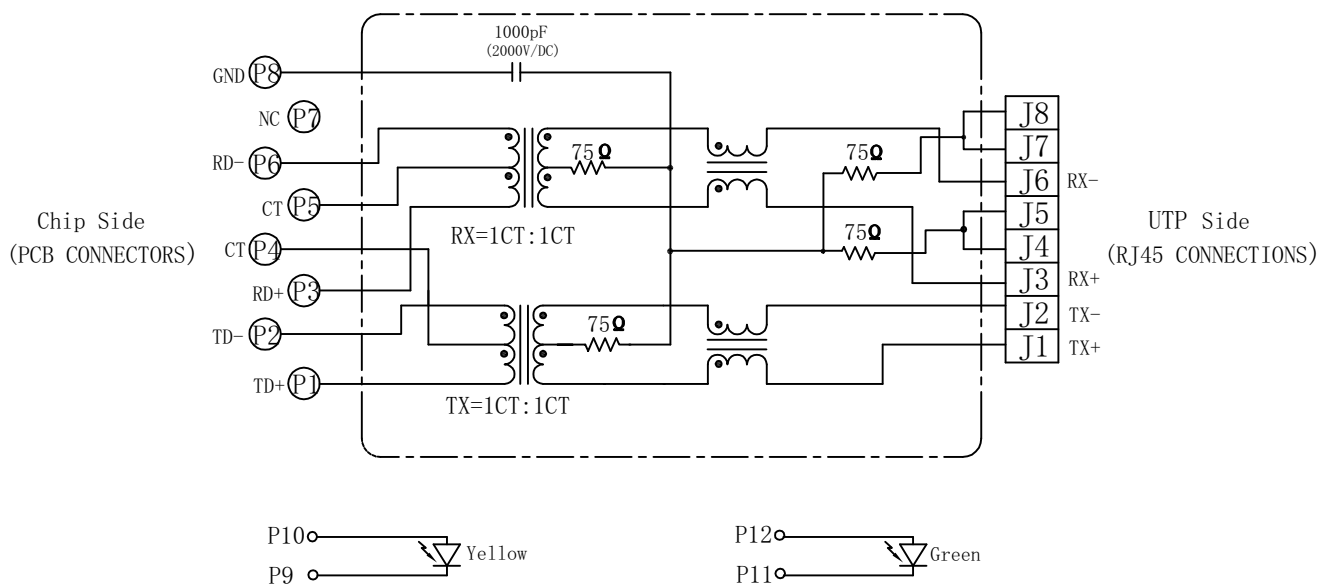 1000pF
(2000V/DC)
GND P8
NC P7
RD- P6
CT P5
CT P4
RD+ P3
TD- P2
TD+ P1
Chip Side
(PCB CONNECTORS)
75Ω
75Ω
75Ω
75Ω
RX=1CT:1CT
TX=1CT:1CT
J8
J7
J6 RX-
J5
J4
J3 RX+
J2 TX-
J1 TX+
UTP Side
(RJ45 CONNECTIONS)
P10
Yellow
P9
P12
Green
P11